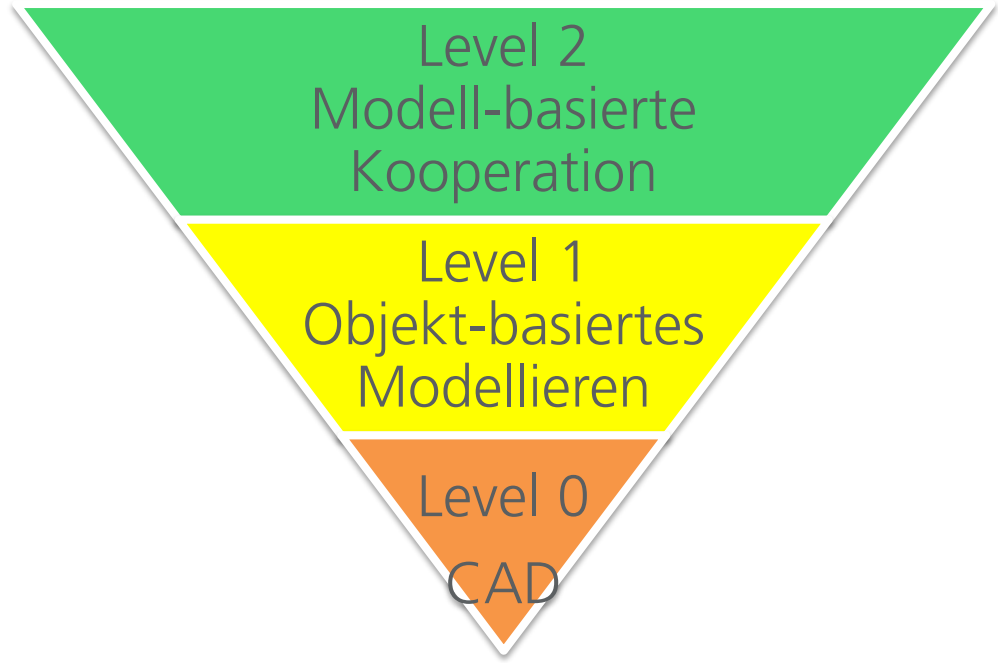 Level 2
Modell-basierte
Kooperation
Level 1
Objekt-basiertes
Modellieren
Level 0
CAD